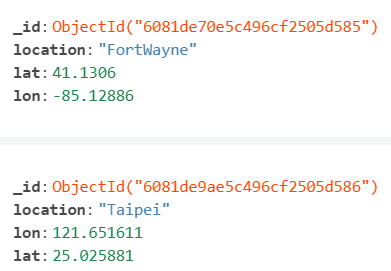 _id: ObjectId("6081de70e5c496cf2505d585")
location: "FortWayne"
lat: 41.1306
lon: -85.12886
_id: ObjectId("6081de9ae5c496cf2505d586")
location: "Taipei"
lon: 121.651611
lat: 25.025881